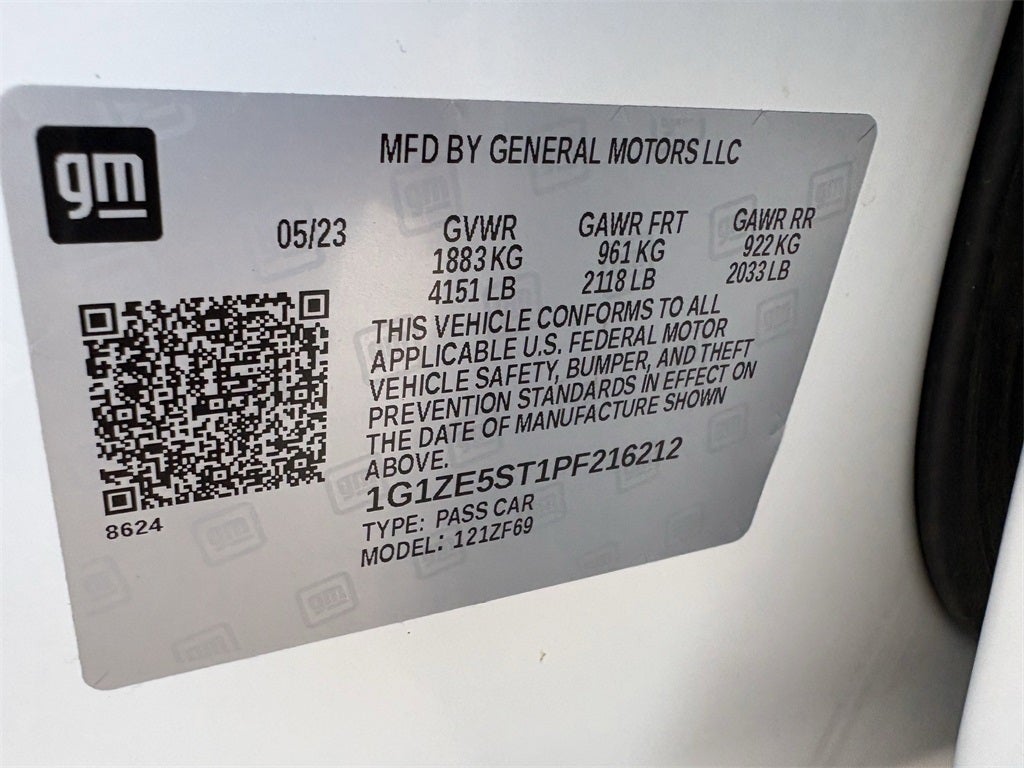 gm
MFD BY GENERAL MOTORS LLC
05/23 GVWR GAWR FRT GAWR RR
1883 KG 961 KG 922 KG
4151 LB 2118 LB 2033 LB
THIS VEHICLE CONFORMS TO ALL
APPLICABLE U.S. FEDERAL MOTOR
VEHICLE SAFETY, BUMPER, AND THEFT
PREVENTION STANDARDS IN EFFECT ON
THE DATE OF MANUFACTURE SHOWN
ABOVE.
1G1ZE5ST1PF216212
TYPE: PASS CAR
MODEL: 121ZF69
8624